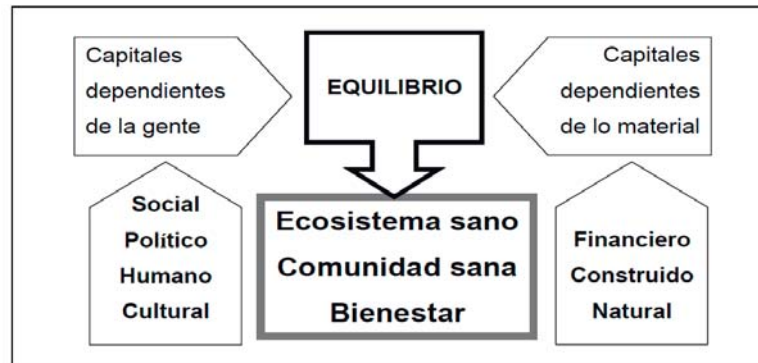 Capitales
dependientes
de la gente
EQUILIBRIO
Capitales
dependientes
de lo material
Social
Político
Humano
Cultural
Ecosistema sano
Comunidad sana
Bienestar
Financiero
Construido
Natural